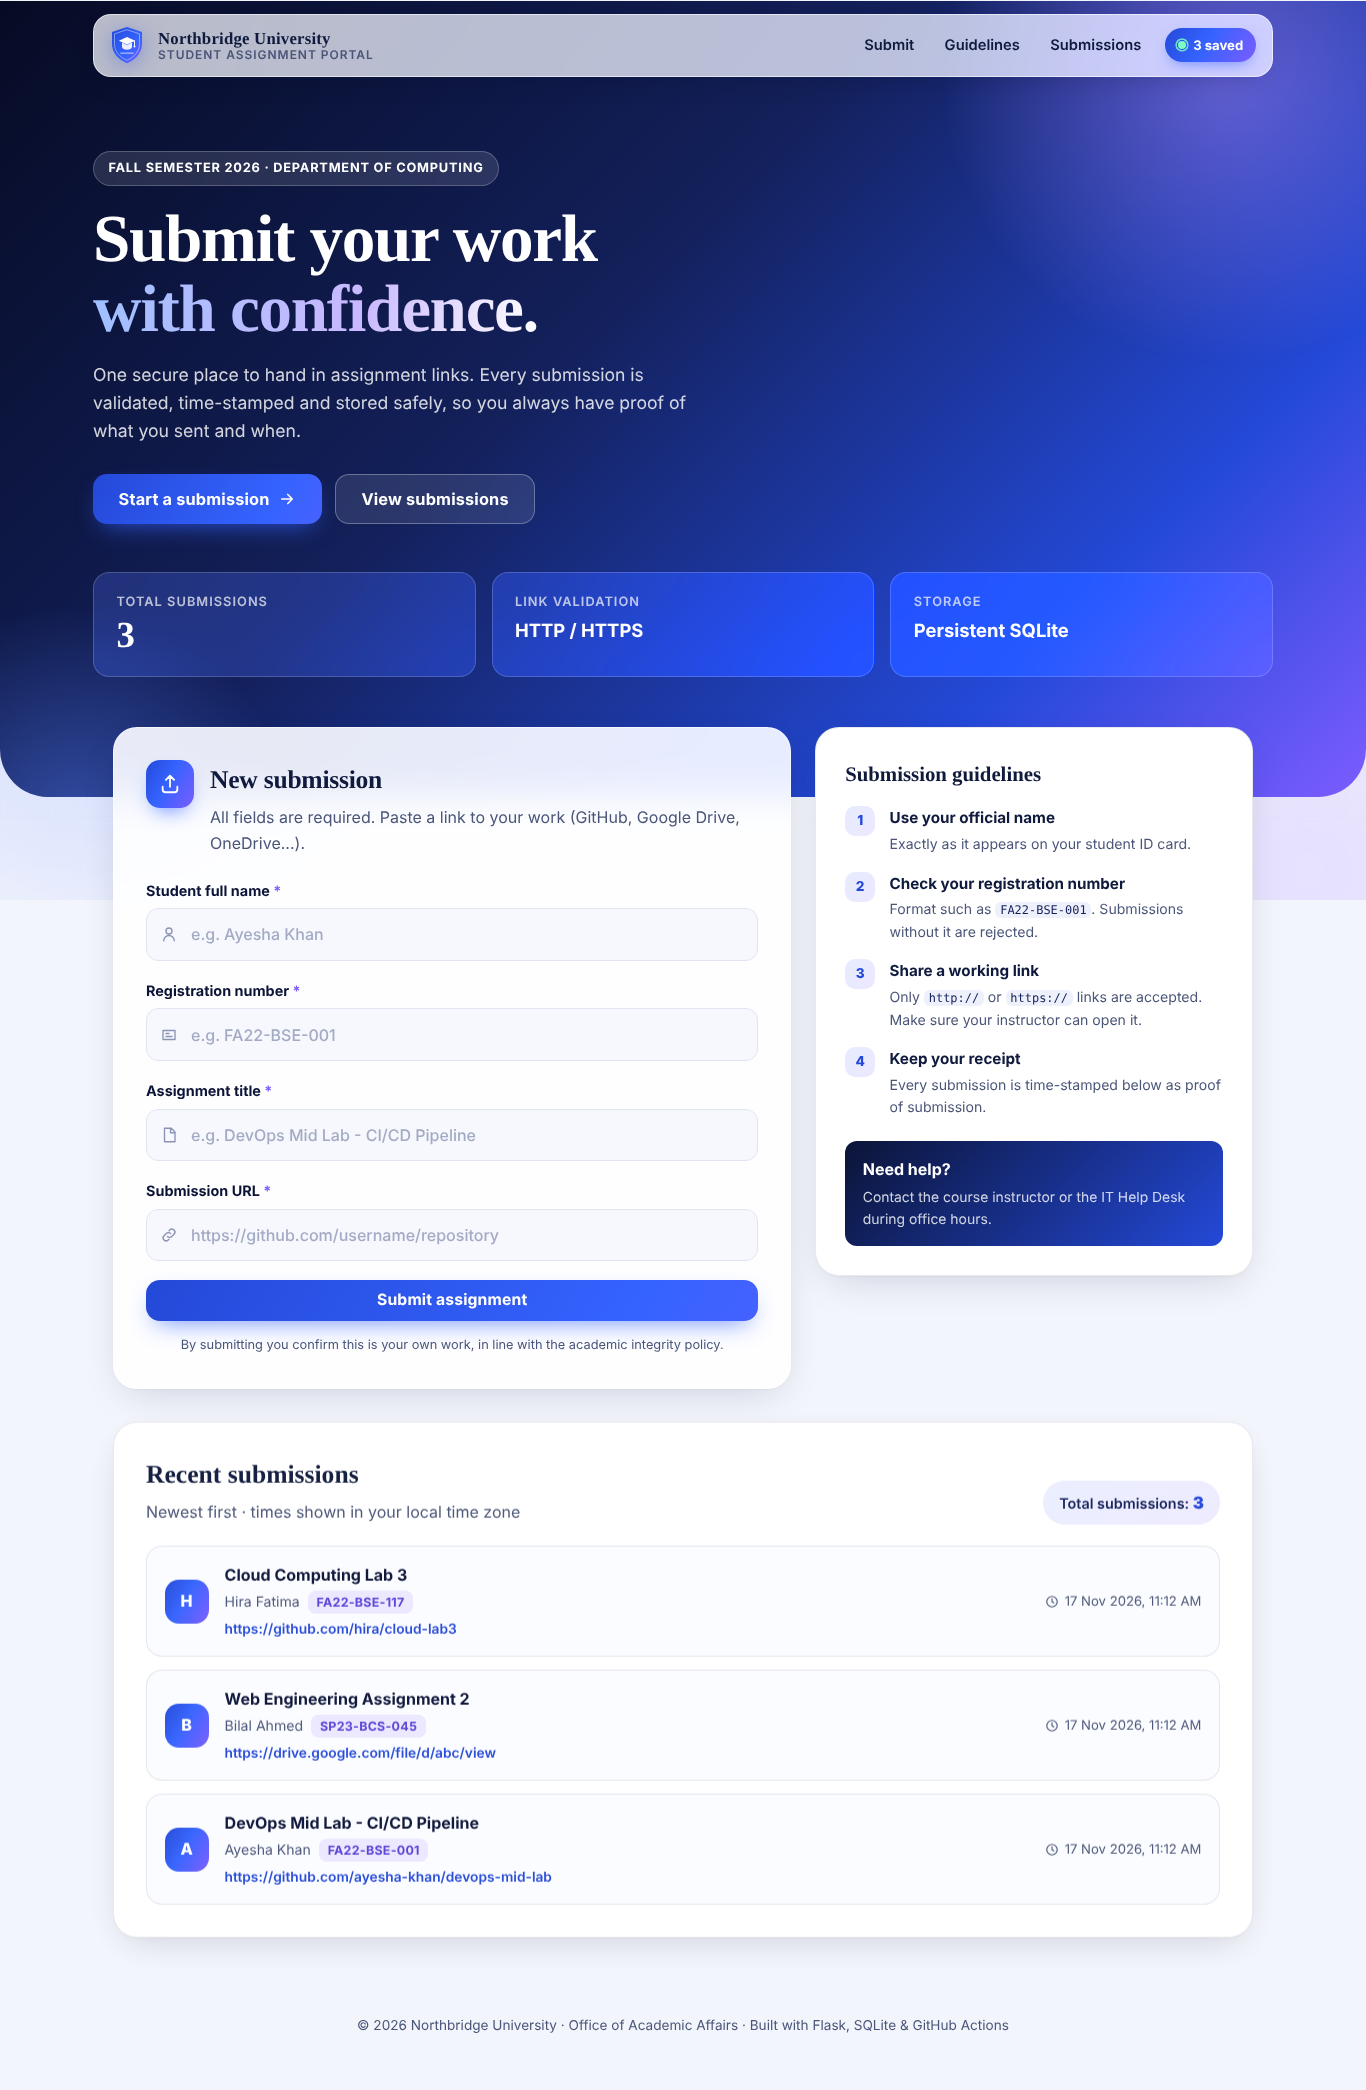 Northbridge University
STUDENT ASSIGNMENT PORTAL
Submit
Guidelines
Submissions
3 saved
FALL SEMESTER 2026 · DEPARTMENT OF COMPUTING
Submit your work
with confidence.
One secure place to hand in assignment links. Every submission is
validated, time-stamped and stored safely, so you always have proof of
what you sent and when.
Start a submission →
View submissions
TOTAL SUBMISSIONS
3
LINK VALIDATION
HTTP / HTTPS
STORAGE
Persistent SQLite
New submission
All fields are required. Paste a link to your work (GitHub, Google Drive,
OneDrive...).
Student full name *
e.g. Ayesha Khan
Registration number *
e.g. FA22-BSE-001
Assignment title *
e.g. DevOps Mid Lab - CI/CD Pipeline
Submission URL *
https://github.com/username/repository
Submit assignment
By submitting you confirm this is your own work, in line with the academic integrity policy.
Submission guidelines
1
Use your official name
Exactly as it appears on your student ID card.
2
Check your registration number
Format such as FA22-BSE-001. Submissions
without it are rejected.
3
Share a working link
Only http:// or https:// links are accepted.
Make sure your instructor can open it.
4
Keep your receipt
Every submission is time-stamped below as proof
of submission.
Need help?
Contact the course instructor or the IT Help Desk
during office hours.
Recent submissions
Newest first · times shown in your local time zone
Total submissions: 3
H
Cloud Computing Lab 3
Hira Fatima FA22-BSE-117
https://github.com/hira/cloud-lab3
17 Nov 2026, 11:12 AM
B
Web Engineering Assignment 2
Bilal Ahmed SP23-BCS-045
https://drive.google.com/file/d/abc/view
17 Nov 2026, 11:12 AM
A
DevOps Mid Lab - CI/CD Pipeline
Ayesha Khan FA22-BSE-001
https://github.com/ayesha-khan/devops-mid-lab
17 Nov 2026, 11:12 AM
© 2026 Northbridge University · Office of Academic Affairs · Built with Flask, SQLite & GitHub Actions